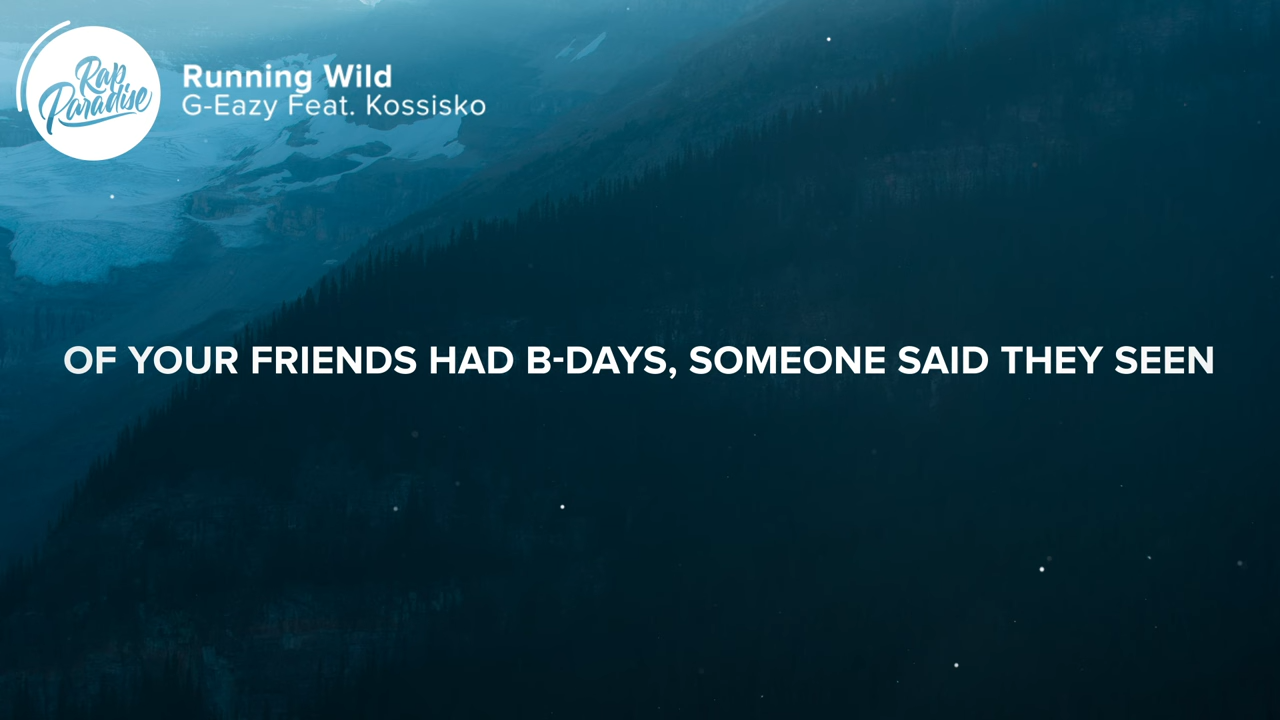 Rap
Paradise
Running Wild
G-Eazy Feat. Kossisko
OF YOUR FRIENDS HAD B-DAYS, SOMEONE SAID THEY SEEN